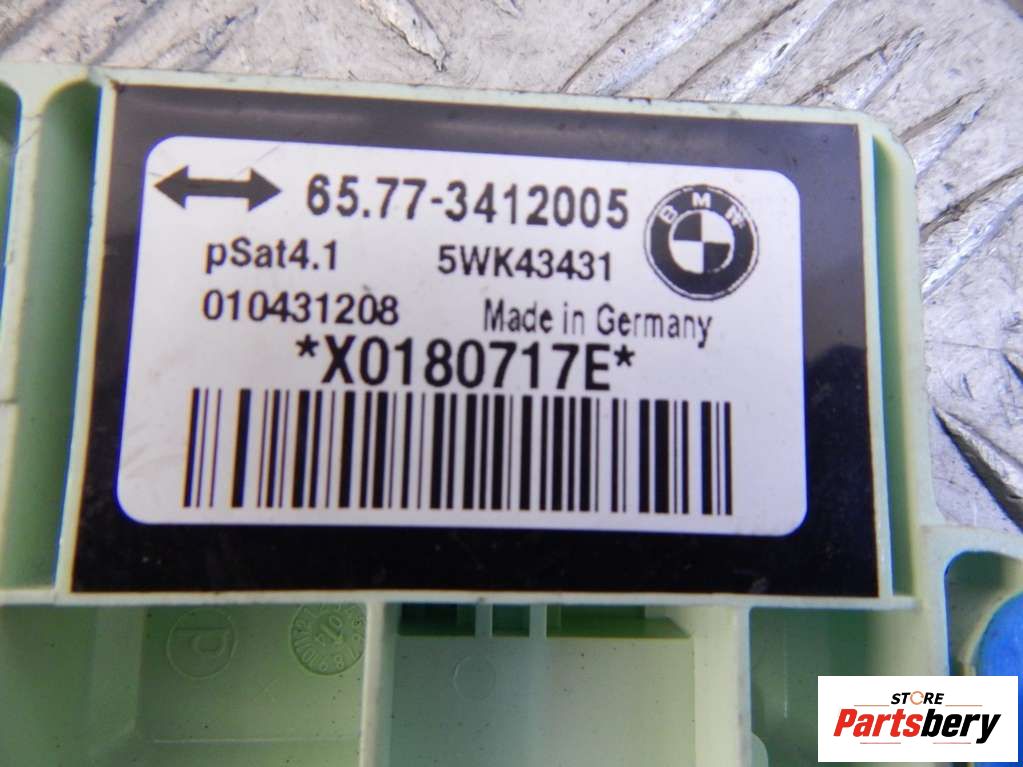 65.77-3412005
BMW
pSat4.1 5WK43431
010431208 Made in Germany
*X0180717E*
STORE
Partsbery